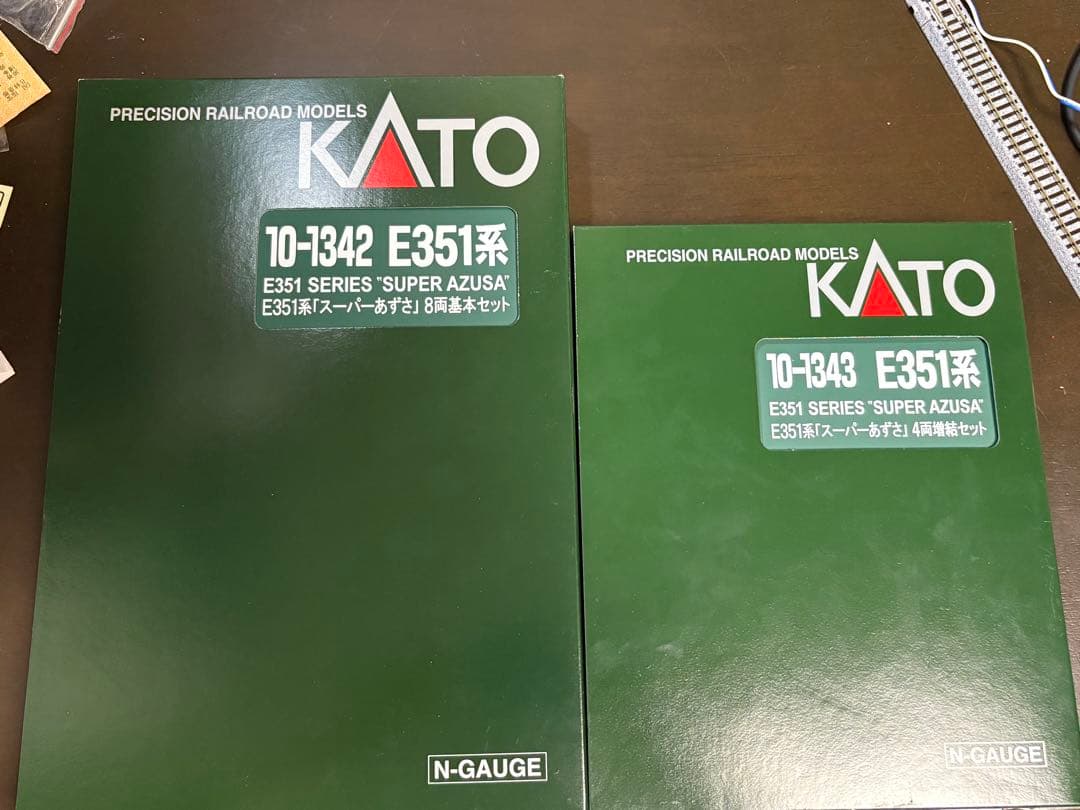 PRECISION RAILROAD MODELS
KATO
10-1342 E351系
E351 SERIES "SUPER AZUSA"
E351系「スーパーあずさ」8両基本セット
N-GAUGE
PRECISION RAILROAD MODELS
KATO
10-1343 E351系
E351 SERIES "SUPER AZUSA"
E351系「スーパーあずさ」4両増結セット
N-GAUGE